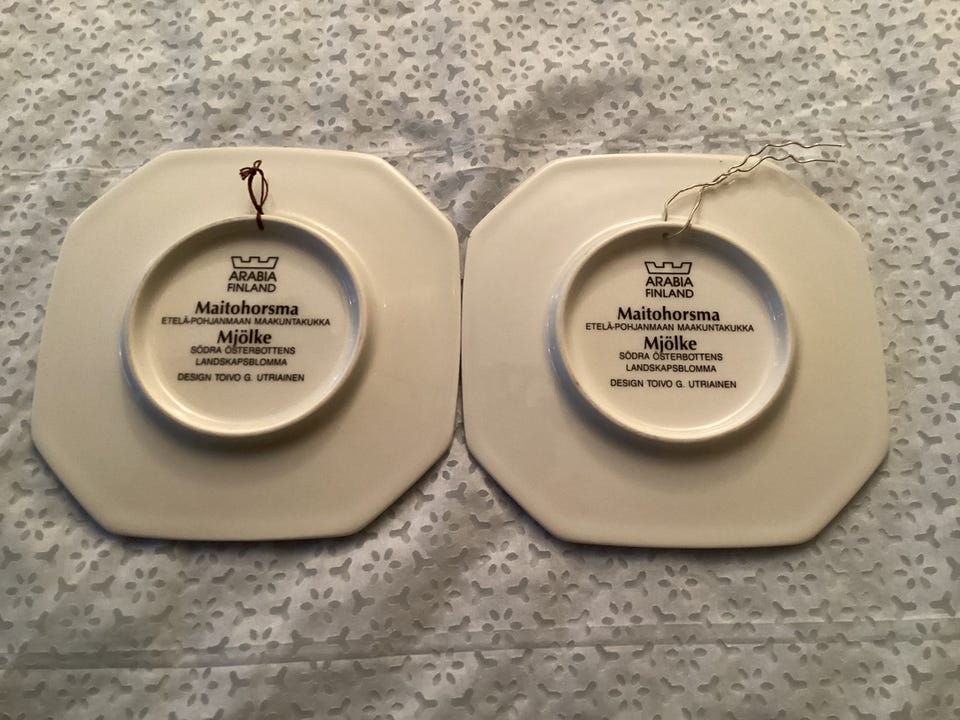 ARABIA
FINLAND
Maitohorsma
ETELÄ-POHJANMAAN MAAKUNTAKUKKA
Mjölke
SÖDRA ÖSTERBOTTENS
LANDSKAPSBLOMMA
DESIGN TOIVO G. UTRIAINEN
ARABIA
FINLAND
Maitohorsma
ETELÄ-POHJANMAAN MAAKUNTAKUKKA
Mjölke
SÖDRA ÖSTERBOTTENS
LANDSKAPSBLOMMA
DESIGN TOIVO G. UTRIAINEN